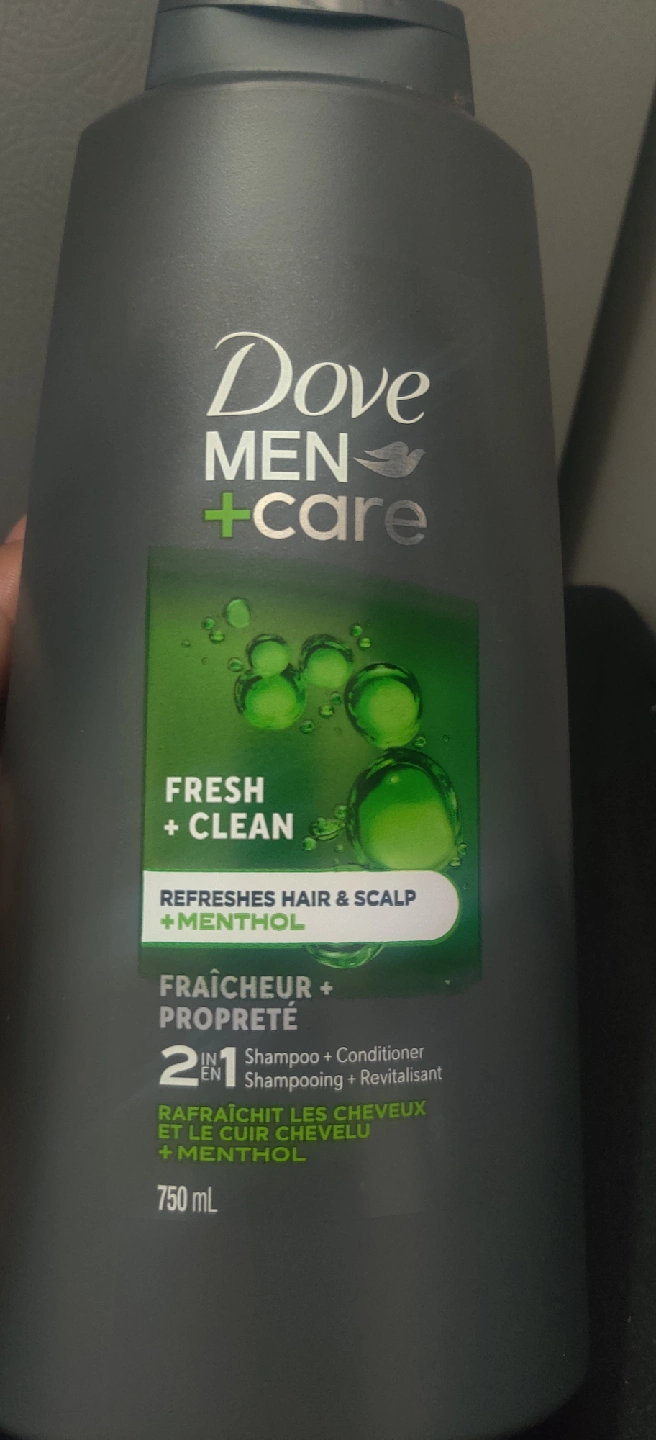 Dove
MEN
+care
FRESH
+ CLEAN
REFRESHES HAIR & SCALP
+MENTHOL
FRAÎCHEUR +
PROPRETÉ
2 IN EN 1 Shampoo + Conditioner
Shampooing + Revitalisant
RAFRAÎCHIT LES CHEVEUX
ET LE CUIR CHEVELU
+MENTHOL
750 mL